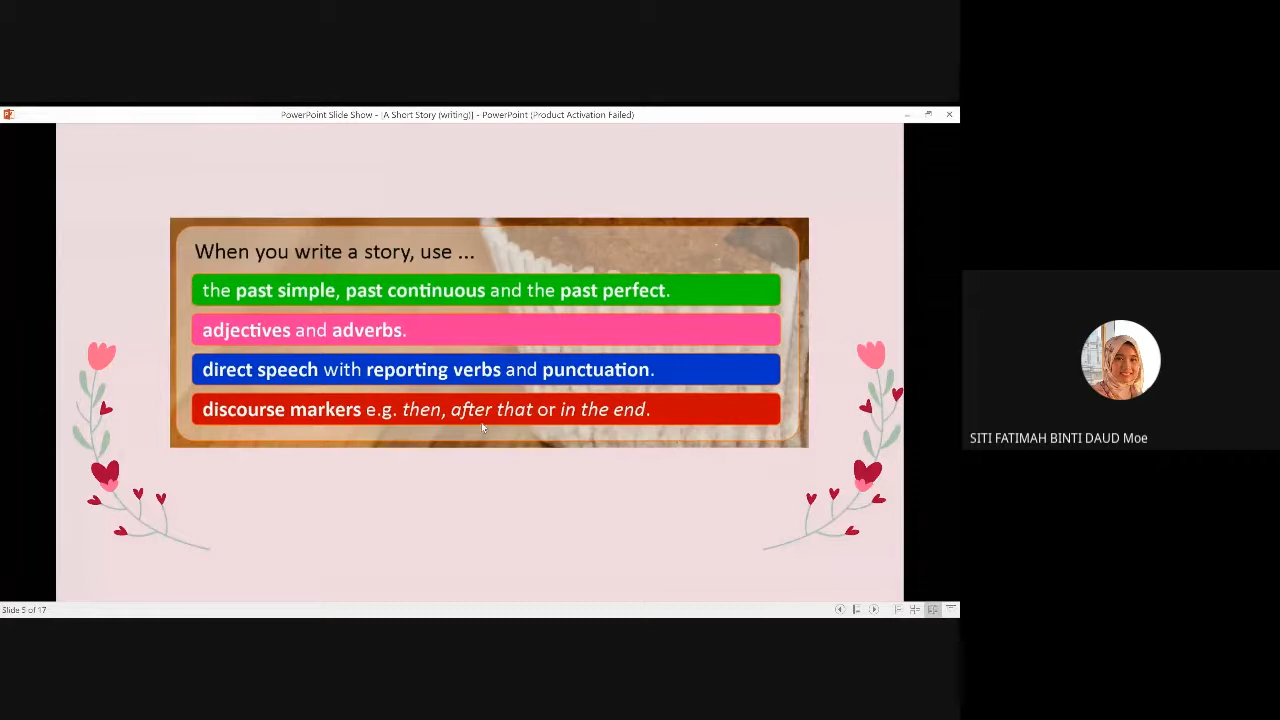 PowerPoint Slide Show - [A Short Story (writing)] - PowerPoint (Product Activation Failed)
When you write a story, use ...
the past simple, past continuous and the past perfect.
adjectives and adverbs.
direct speech with reporting verbs and punctuation.
discourse markers e.g. then, after that or in the end.
SITI FATIMAH BINTI DAUD Moe
Slide 5 of 17